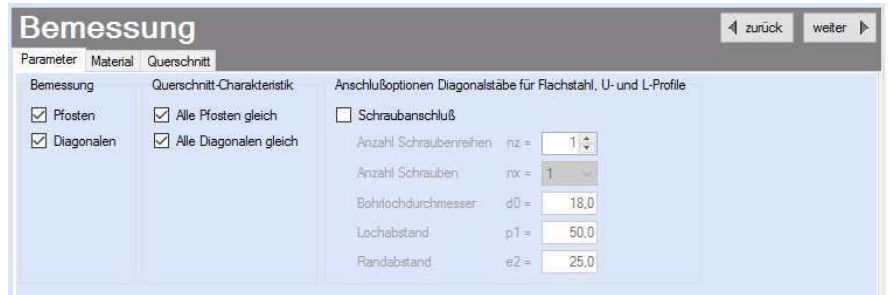 Bemessung
zurück
weiter
Parameter Material Querschnitt
Bemessung
Pfosten
Diagonalen
Querschnitt-Charakteristik
Alle Pfosten gleich
Alle Diagonalen gleich
Anschlußoptionen Diagonalstäbe für Flachstahl, U- und L-Profile
Schraubanschluß
Anzahl Schraubenreihen nz = 1
Anzahl Schrauben nx = 1
Bohrlochdurchmesser d0 = 18,0
Lochabstand p1 = 50,0
Randabstand e2 = 25,0